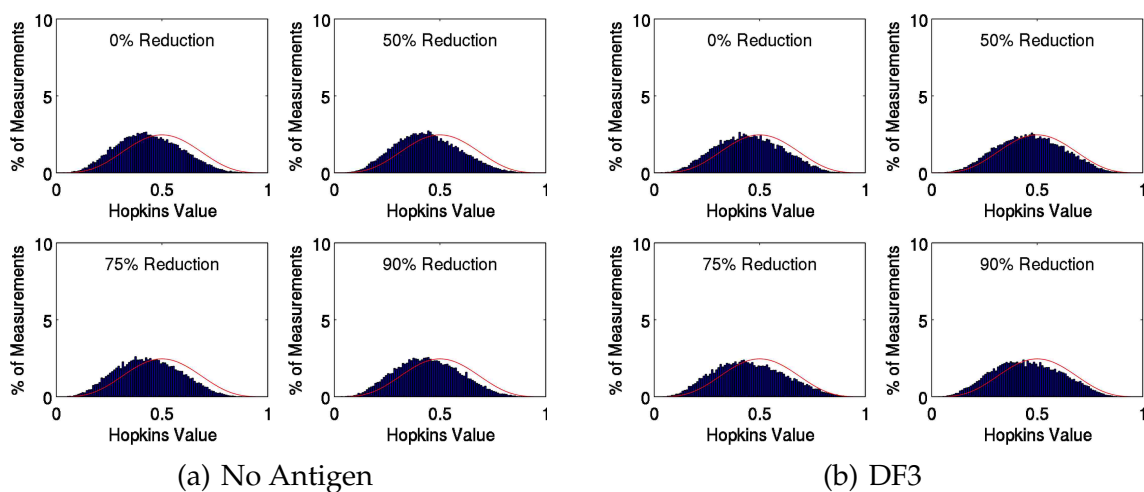 10
5
0
% of Measurements
0% Reduction
0 0.5 1
Hopkins Value
10
5
0
% of Measurements
50% Reduction
0 0.5 1
Hopkins Value
10
5
0
% of Measurements
75% Reduction
0 0.5 1
Hopkins Value
10
5
0
% of Measurements
90% Reduction
0 0.5 1
Hopkins Value
(a) No Antigen
10
5
0
% of Measurements
0% Reduction
0 0.5 1
Hopkins Value
10
5
0
% of Measurements
50% Reduction
0 0.5 1
Hopkins Value
10
5
0
% of Measurements
75% Reduction
0 0.5 1
Hopkins Value
10
5
0
% of Measurements
90% Reduction
0 0.5 1
Hopkins Value
(b) DF3